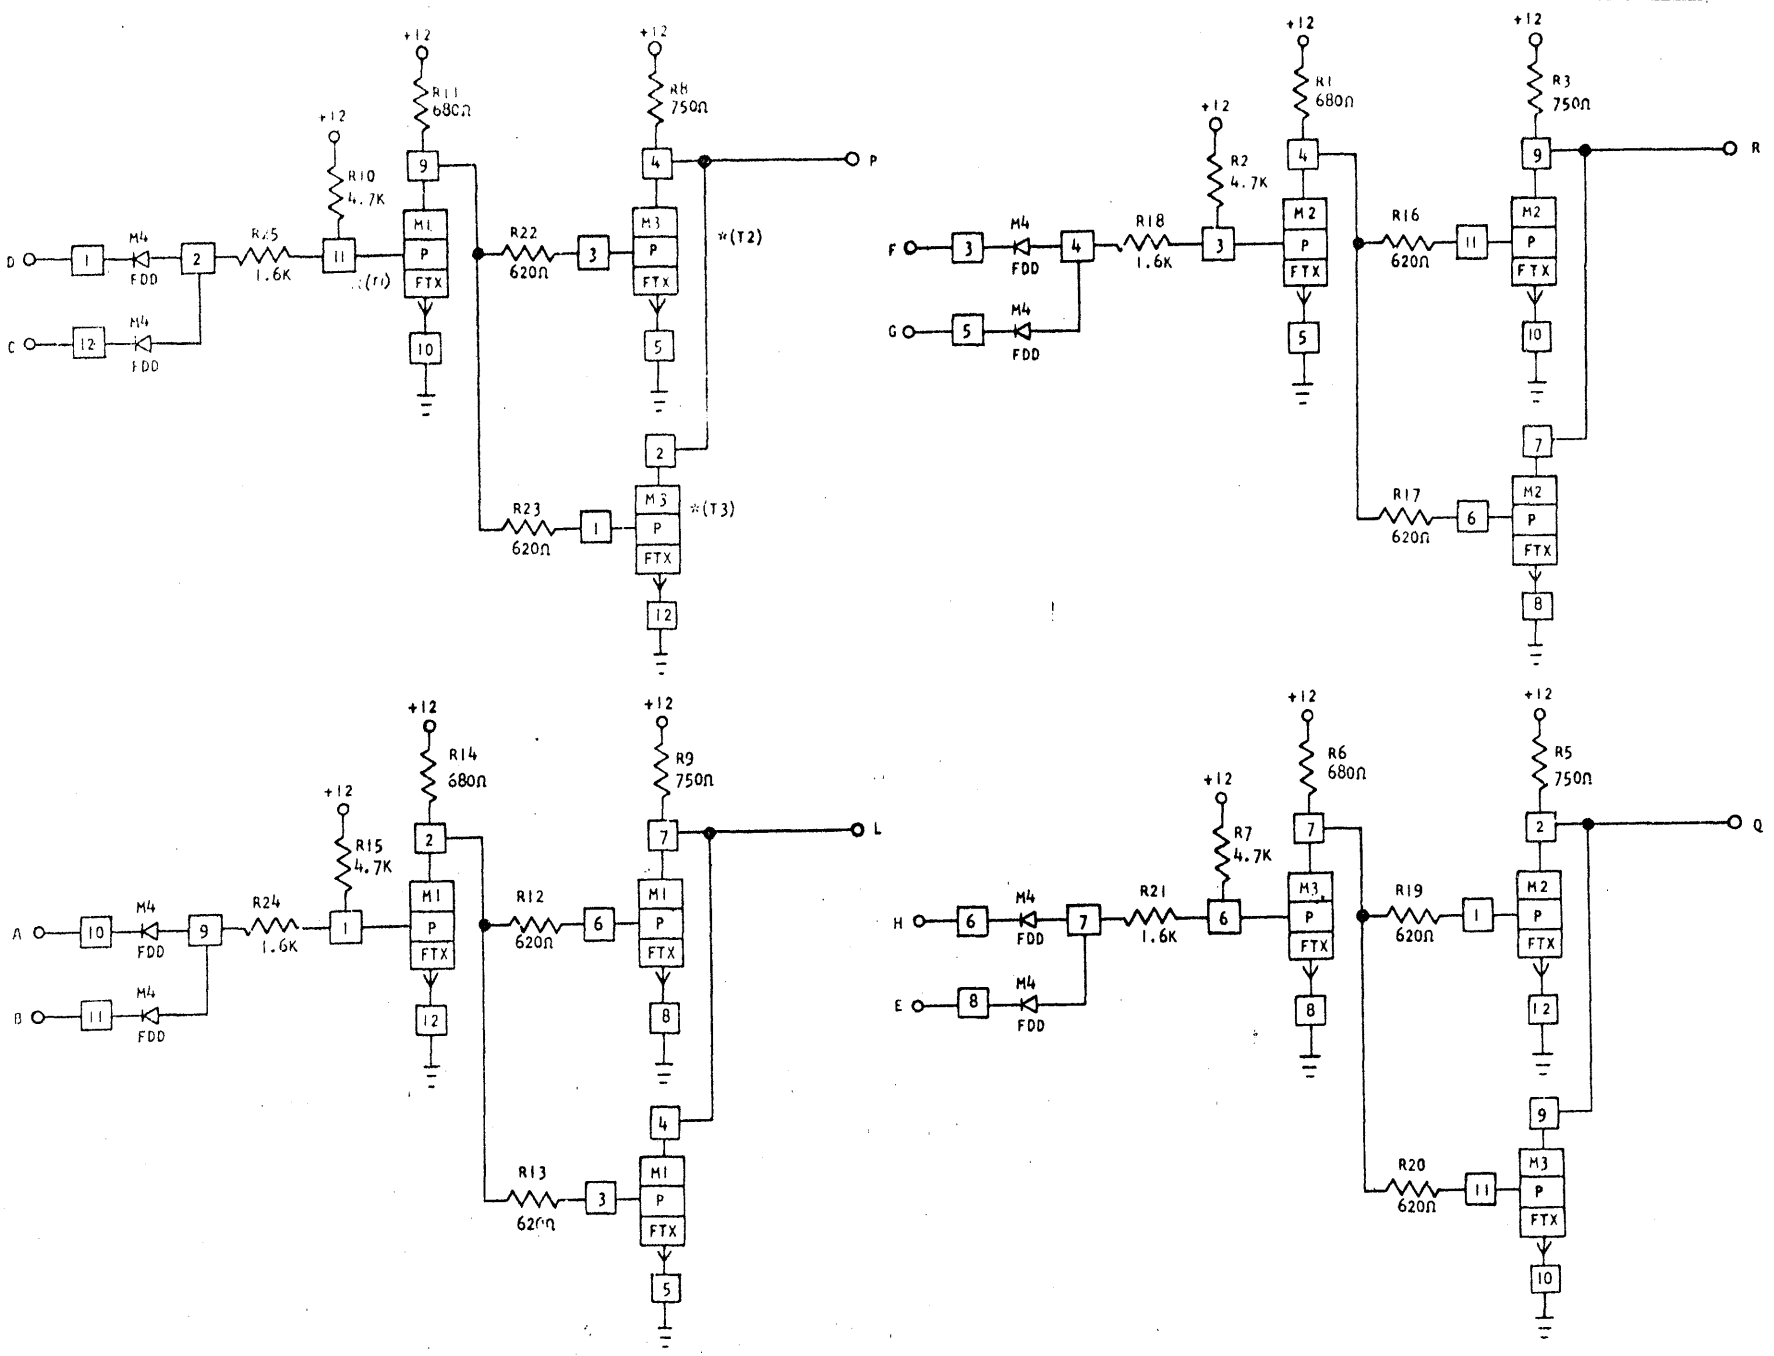 +12
R11
680Ω
+12
R8
750Ω
+12
R10
4.7K
9
4
P
D
1
M4
FDD
2
R25
1.6K
11
*(T1)
M1
P
FTX
R22
620Ω
3
M3
P
FTX
*(T2)
C
12
M4
FDD
10
5
2
R23
620Ω
1
M3
P
FTX
*(T3)
12
+12
R1
680Ω
+12
R3
750Ω
+12
R2
4.7K
4
9
R
F
3
M4
FDD
4
R18
1.6K
3
M2
P
FTX
R16
620Ω
11
M2
P
FTX
G
5
M4
FDD
5
10
7
R17
620Ω
6
M2
P
FTX
8
+12
R14
680Ω
+12
R9
750Ω
+12
R15
4.7K
2
7
L
A
10
M4
FDD
9
R24
1.6K
1
M1
P
FTX
R12
620Ω
6
M1
P
FTX
B
11
M4
FDD
12
8
4
R13
620Ω
3
M1
P
FTX
5
+12
R6
680Ω
+12
R5
750Ω
+12
R7
4.7K
7
2
Q
H
6
M4
FDD
7
R21
1.6K
6
M3
P
FTX
R19
620Ω
1
M2
P
FTX
E
8
M4
FDD
8
12
9
R20
620Ω
11
M3
P
FTX
10